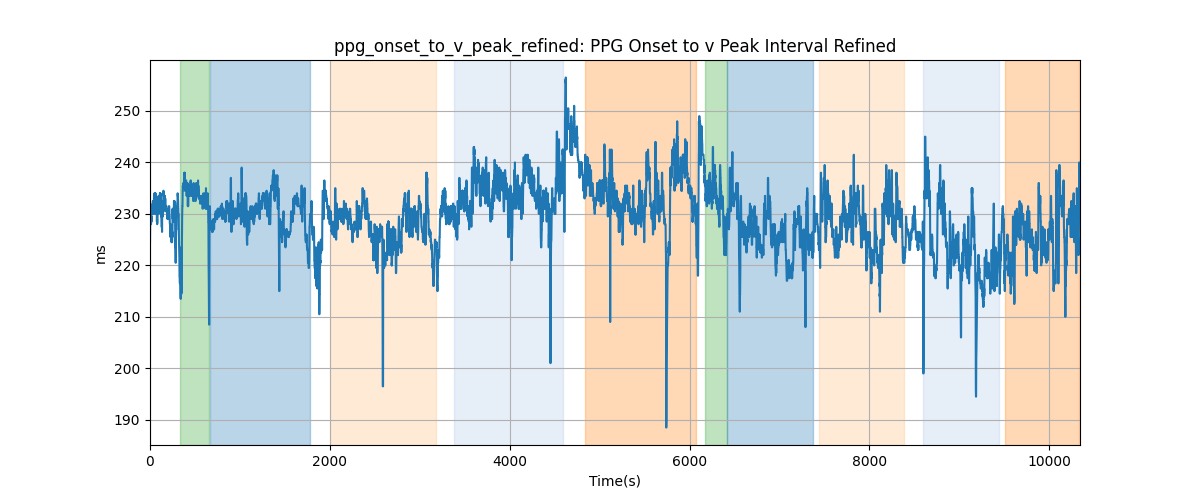 ppg_onset_to_v_peak_refined: PPG Onset to v Peak Interval Refined
250
240
230
220
210
200
190
ms
0 2000 4000 6000 8000 10000
Time(s)